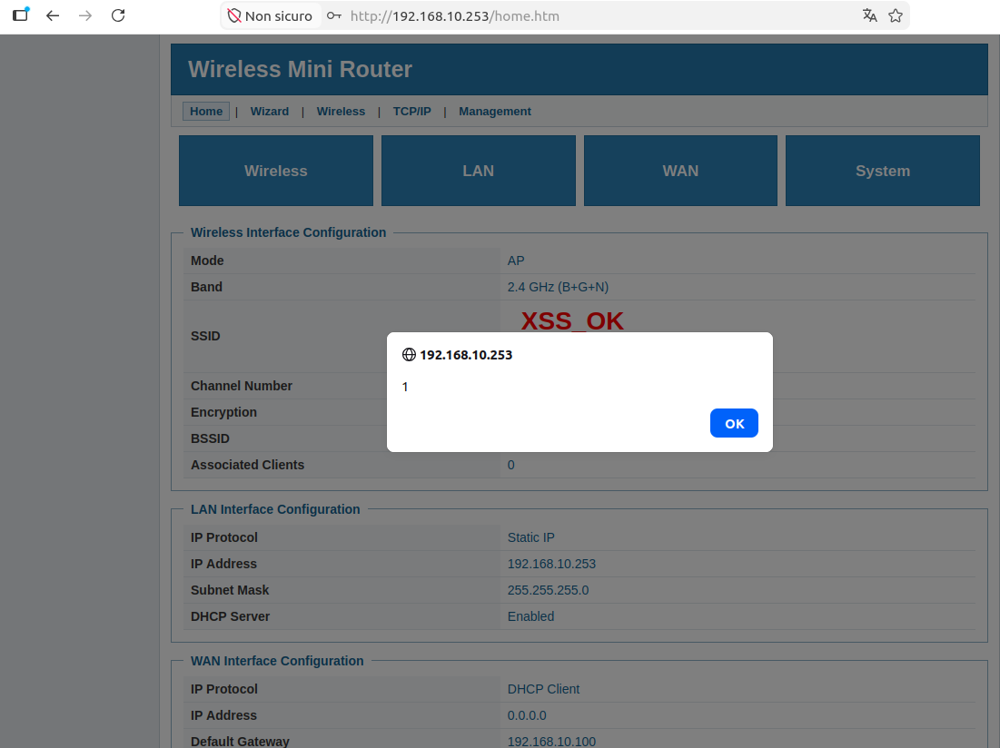 Non sicuro http://192.168.10.253/home.htm
Wireless Mini Router
Home | Wizard | Wireless | TCP/IP | Management
Wireless LAN WAN System
Wireless Interface Configuration
Mode AP
Band 2.4 GHz (B+G+N)
SSID XSS_OK
192.168.10.253
1
OK
Channel Number
Encryption
BSSID
Associated Clients 0
LAN Interface Configuration
IP Protocol Static IP
IP Address 192.168.10.253
Subnet Mask 255.255.255.0
DHCP Server Enabled
WAN Interface Configuration
IP Protocol DHCP Client
IP Address 0.0.0.0
Default Gateway 192.168.10.100